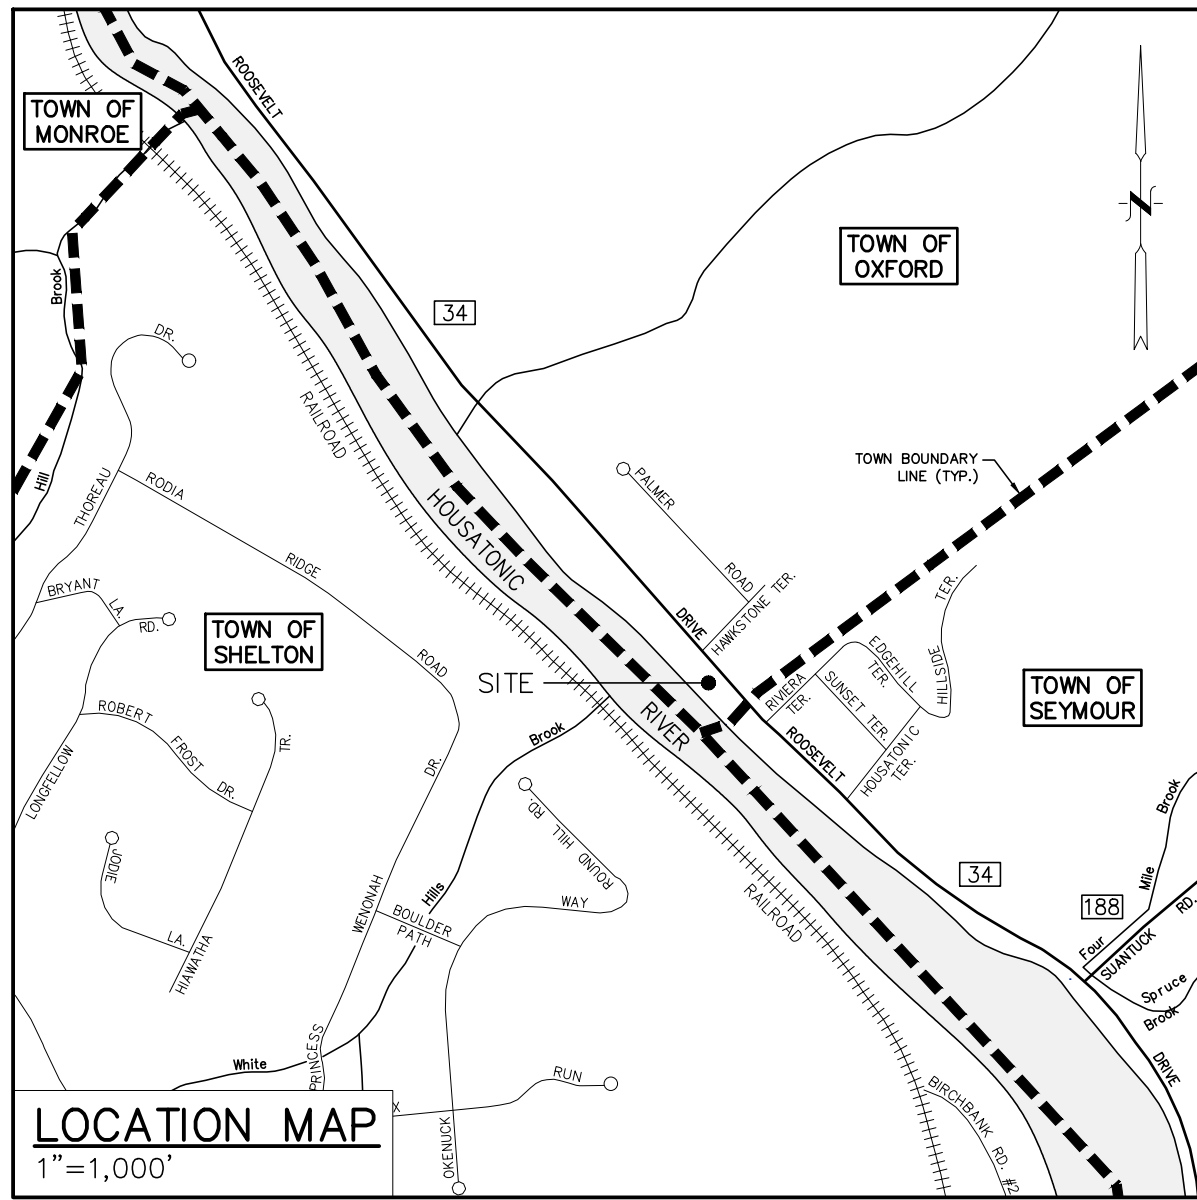 ROOSEVELT
TOWN OF
MONROE
N
TOWN OF
OXFORD
Brook
34
DR.
RAILROAD
TOWN BOUNDARY
LINE (TYP.)
Hill
THOREAU
RODIA
PALMER
HOUSATONIC
RIDGE
ROAD
HAWKSTONE TER.
TER.
BRYANT
LA.
RD.
DRIVE
TOWN OF
SHELTON
EDGEHILL
TER.
HILLSIDE
ROAD
SITE
RIVIERA
TER.
SUNSET TER.
TOWN OF
SEYMOUR
ROBERT
RIVER
FROST
TR.
Brook
ROOSEVELT
HOUSATONIC
TER.
LONGFELLOW
DR.
DR.
ROUND HILL RD.
Brook
JODIE
34
Mile
Hills
WENONAH
WAY
RAILROAD
188
RD.
BOULDER
PATH
LA.
HIAWATHA
Four
SUANTUCK
Spruce
Brook
PRINCESS
White
DRIVE
RUN
BIRCHBANK RD. #2
X
OKENUCK
LOCATION MAP
1"=1,000'